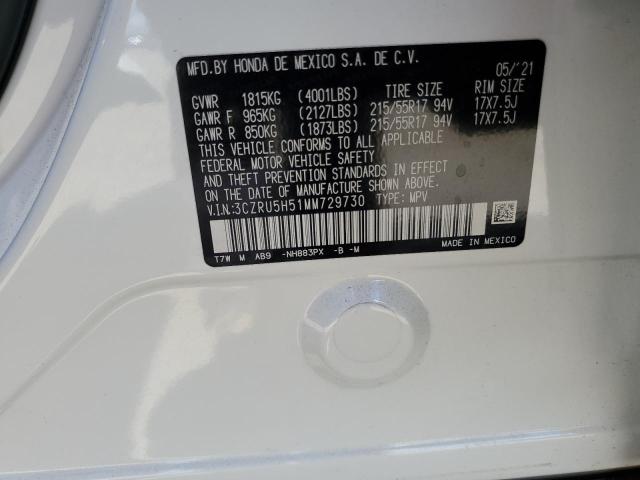 MFD.BY HONDA DE MEXICO S.A. DE C.V. 05/'21
GVWR 1815KG (4001LBS) TIRE SIZE RIM SIZE
GAWR F 965KG (2127LBS) 215/55R17 94V 17X7.5J
GAWR R 850KG (1873LBS) 215/55R17 94V 17X7.5J
THIS VEHICLE CONFORMS TO ALL APPLICABLE
FEDERAL MOTOR VEHICLE SAFETY
AND THEFT PREVENTION STANDARDS IN EFFECT
ON THE DATE OF MANUFACTURE SHOWN ABOVE.
V.I.N:3CZRU5H51MM729730 TYPE: MPV
T7W M AB9 -NH883PX -B -M MADE IN MEXICO